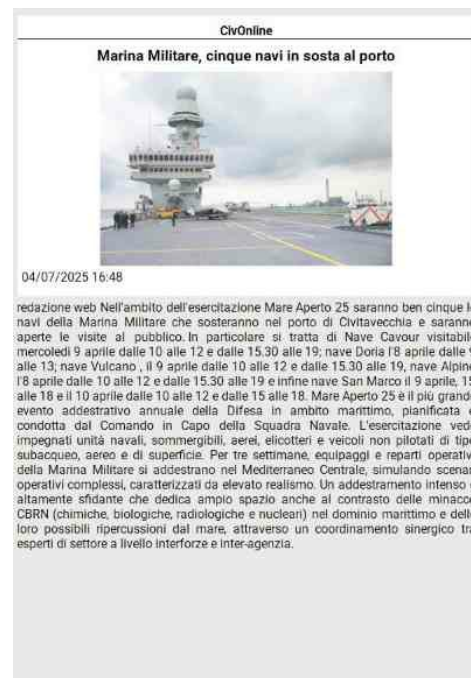 CivOnline
Marina Militare, cinque navi in sosta al porto
04/07/2025 16:48
redazione web Nell'ambito dell'esercitazione Mare Aperto 25 saranno ben cinque
navi della Marina Militare che sosteranno nel porto di Civitavecchia e
aperte le visite al pubblico. In particolare si tratta di Nave Cavour
mercoledì 9 aprile dalle 10 alle 12 e dalle 15.30 alle 19; nave Doria l'8 aprile dalle
alle 13; nave Vulcano , il 9 aprile dalle 10 alle 12 e dalle 15.30 alle 19, nave
l'8 aprile dalle 10 alle 12 e dalle 15.30 alle 19 e infine nave San Marco il 9 aprile,
alle 18 e il 10 aprile dalle 10 alle 12 e dalle 15 alle 18. Mare Aperto 25 è il più
evento addestrativo annuale della Difesa in ambito marittimo, pianificata
condotta dal Comando in Capo della Squadra Navale. L'esercitazione
impegnati unità navali, sommergibili, aerei, elicotteri e veicoli non pilotati di
subacqueo, aereo e di superficie. Per tre settimane, equipaggi e reparti
della Marina Militare si addestrano nel Mediterraneo Centrale, simulando
operativi complessi, caratterizzati da elevato realismo. Un addestramento intenso
altamente sfidante che dedica ampio spazio anche al contrasto delle
CBRN (chimiche, biologiche, radiologiche e nucleari) nel dominio marittimo e
loro possibili ripercussioni dal mare, attraverso un coordinamento sinergico
esperti di settore a livello interforze e inter-agenzia.